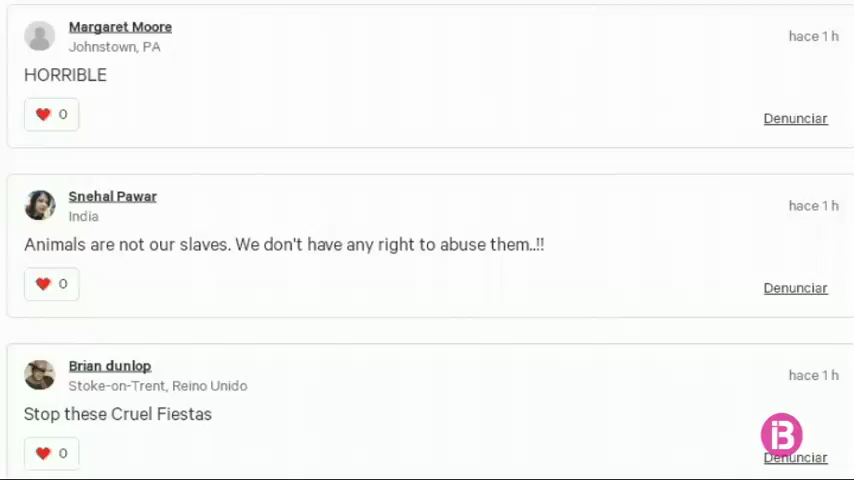 Margaret Moore
Johnstown, PA
hace 1 h
HORRIBLE
0
Denunciar
Snehal Pawar
India
hace 1 h
Animals are not our slaves. We don't have any right to abuse them..!!
0
Denunciar
Brian dunlop
Stoke-on-Trent, Reino Unido
hace 1 h
Stop these Cruel Fiestas
0
Denunciar